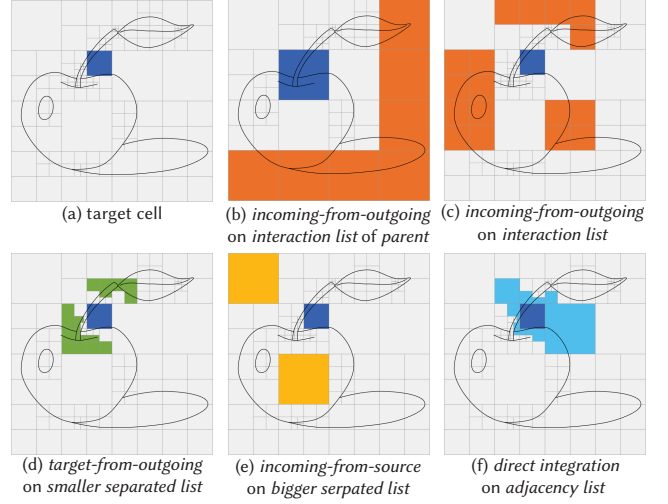 (a) target cell
(b) incoming-from-outgoing
on interaction list of parent
(c) incoming-from-outgoing
on interaction list
(d) target-from-outgoing
on smaller separated list
(e) incoming-from-source
on bigger serpated list
(f) direct integration
on adjacency list